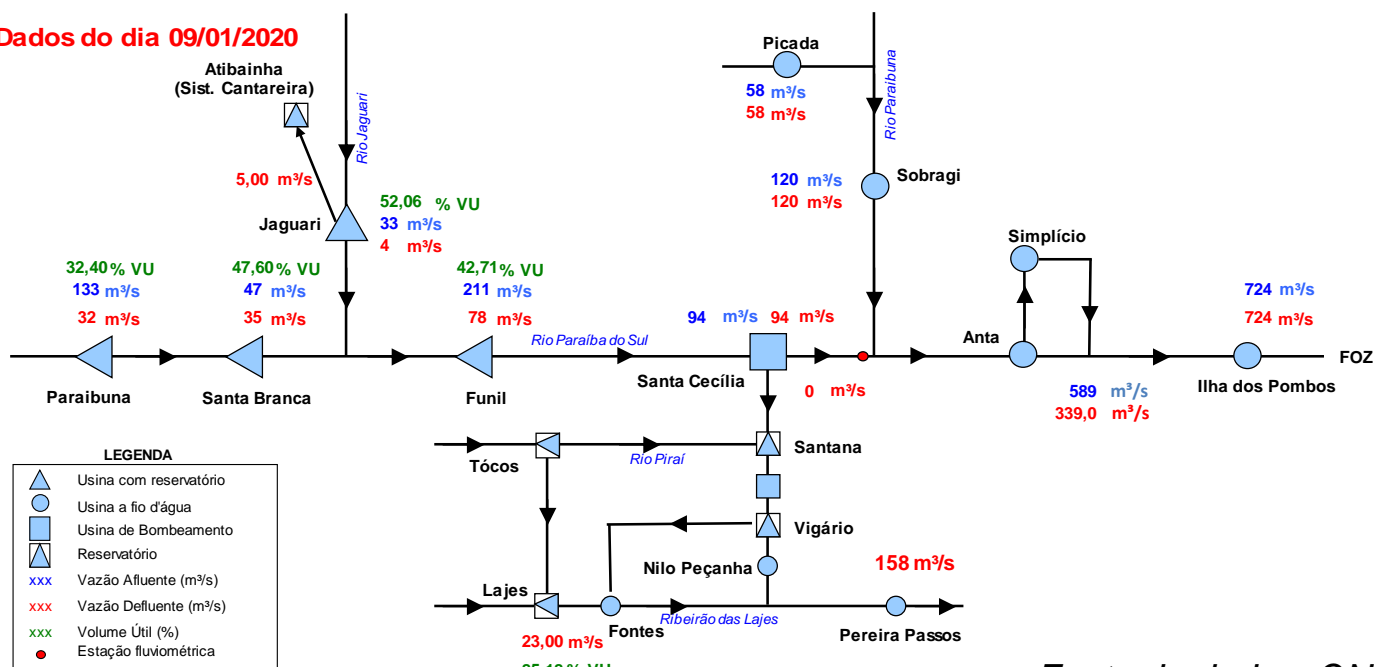 Dados do dia 09/01/2020
Atibainha
(Sist. Cantareira)
5,00 m³/s
Rio Jaguari
Jaguari
52,06 % VU
33 m³/s
4 m³/s
Picada
58 m³/s
58 m³/s
Rio Paraibuna
120 m³/s
120 m³/s
Sobragi
Simplício
32,40 % VU
133 m³/s
32 m³/s
Paraibuna
47,60 % VU
47 m³/s
35 m³/s
Santa Branca
42,71 % VU
211 m³/s
78 m³/s
Funil
Rio Paraíba do Sul
94 m³/s 94 m³/s
Santa Cecília
0 m³/s
Anta
589 m³/s
339,0 m³/s
724 m³/s
724 m³/s
Ilha dos Pombos
FOZ
Tócos
Rio Piraí
Santana
Vigário
Nilo Peçanha
158 m³/s
Lajes
Fontes
Ribeirão das Lajes
Pereira Passos
23,00 m³/s
LEGENDA
Usina com reservatório
Usina a fio d'água
Usina de Bombeamento
Reservatório
xxx Vazão Afluente (m³/s)
xxx Vazão Defluente (m³/s)
xxx Volume Útil (%)
Estação fluviométrica